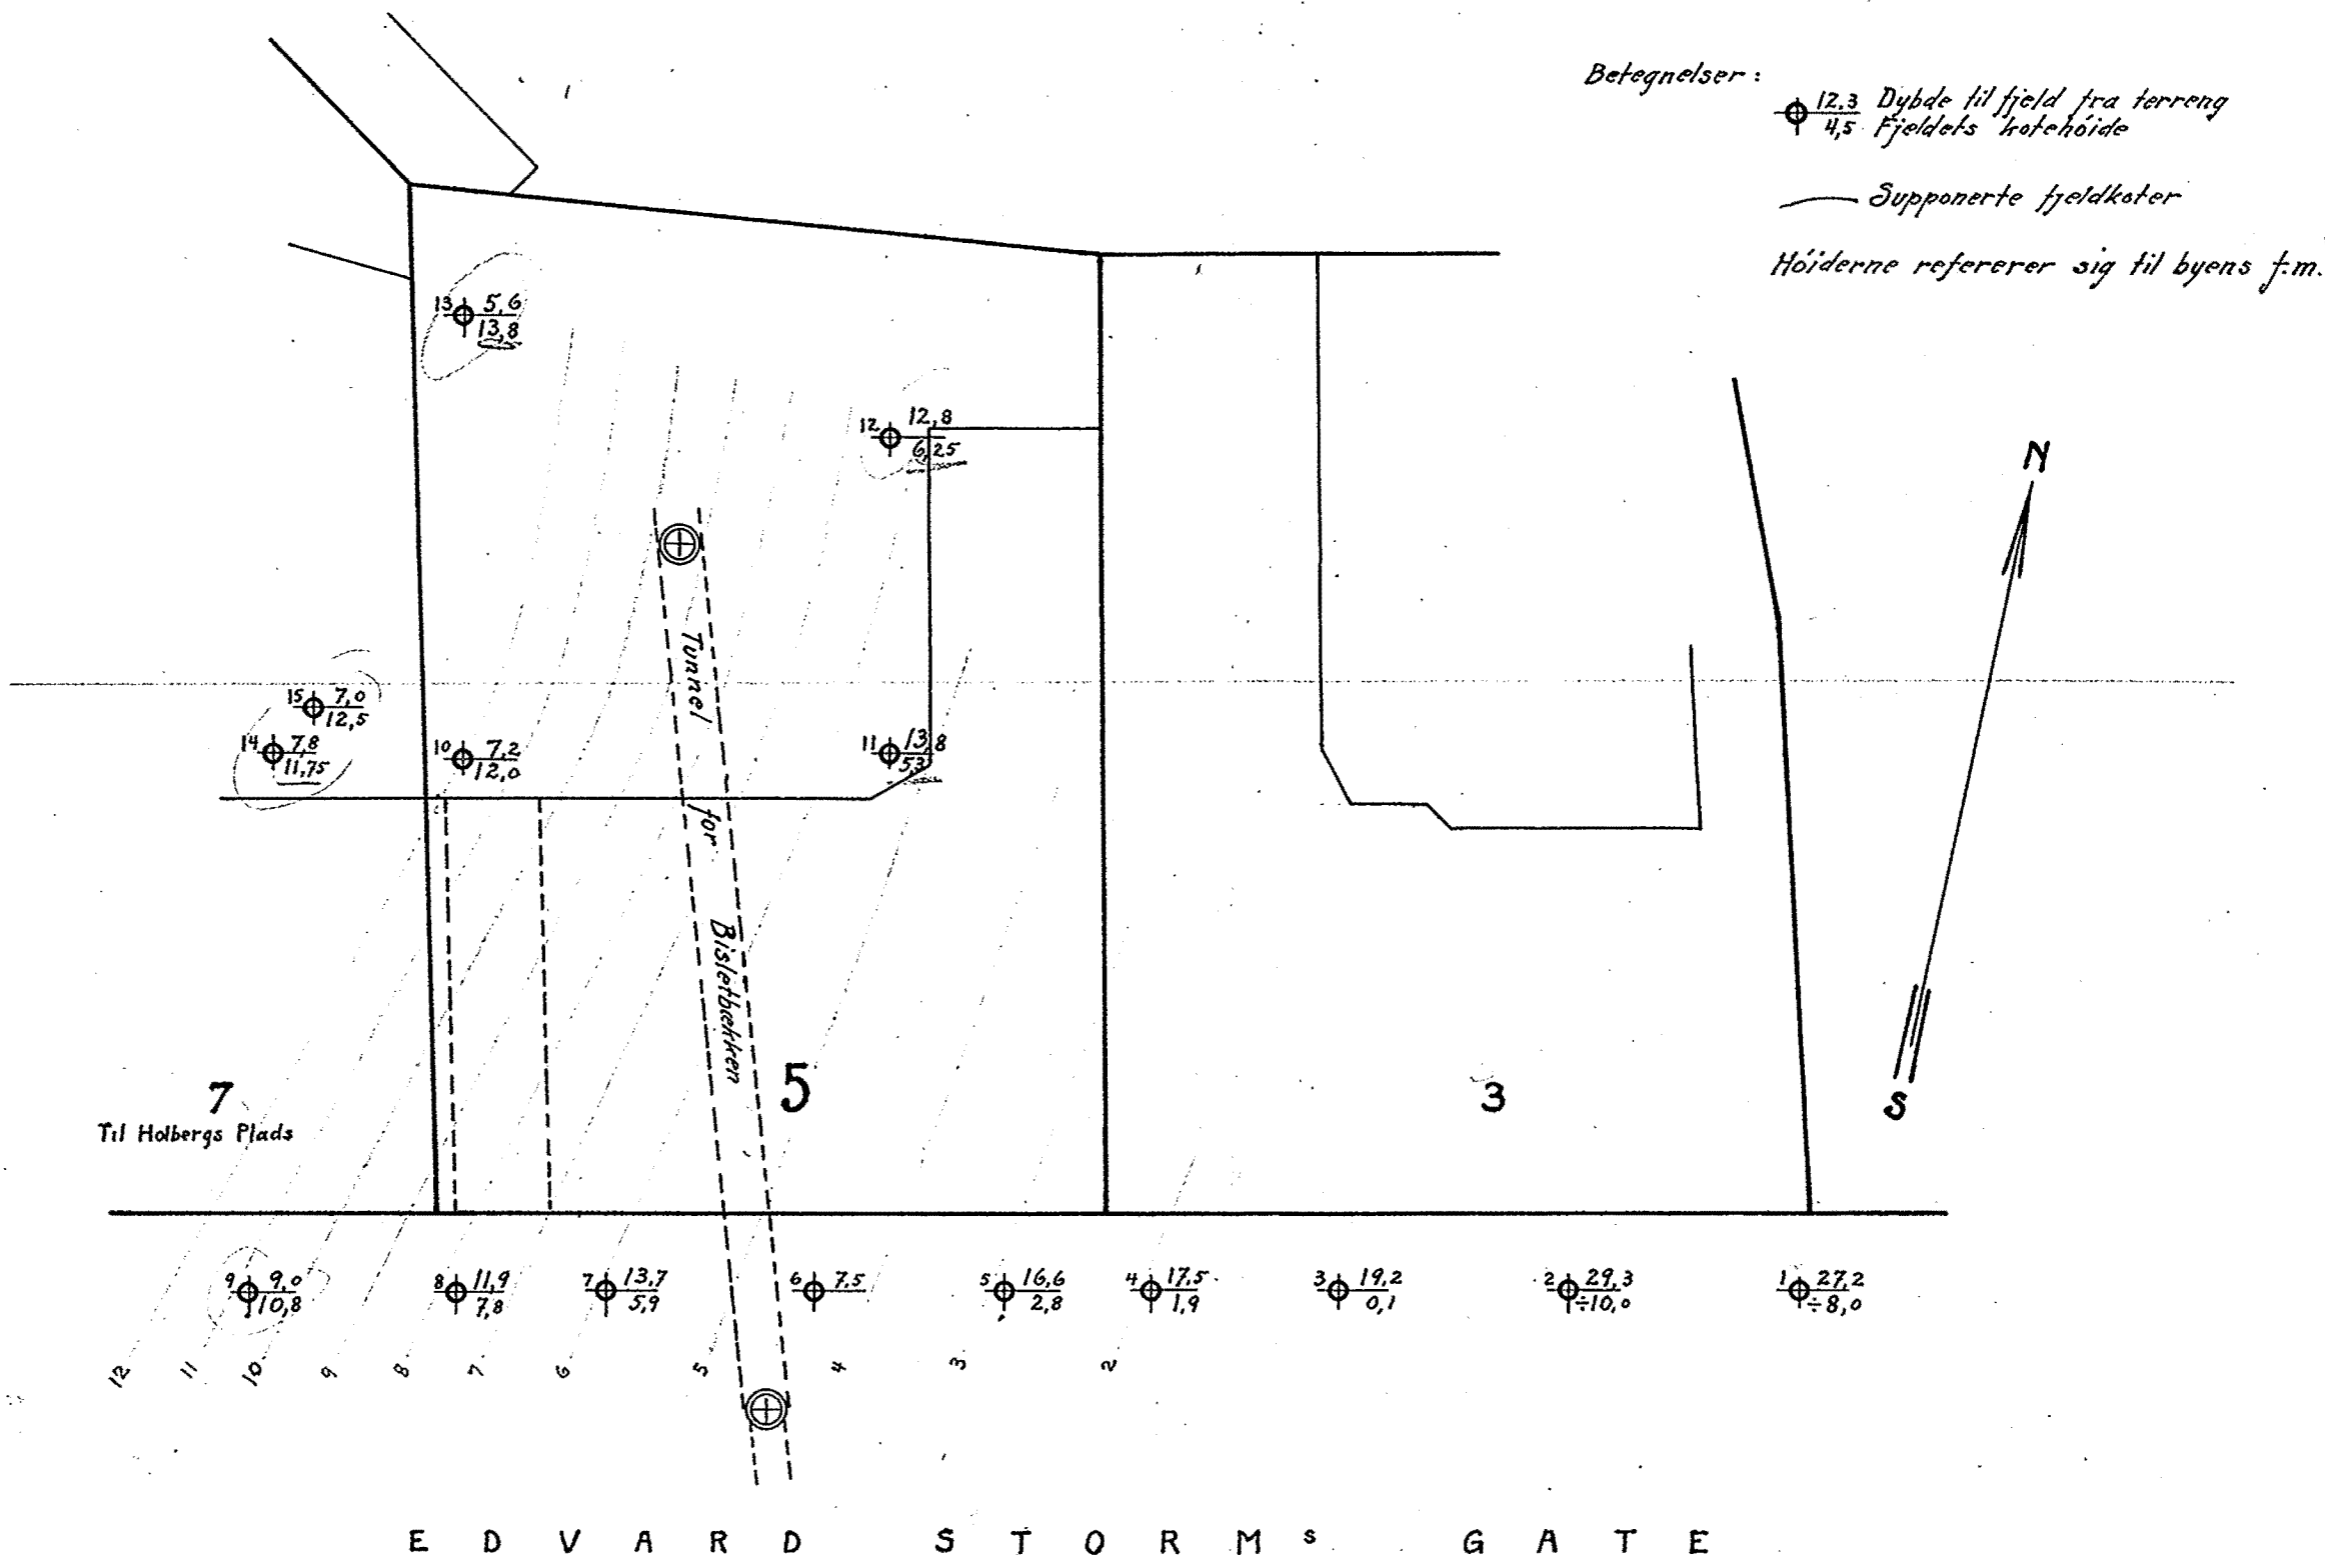 Betegnelser:
12.3 Dybde til fjeld fra terreng
4,5 Fjeldets kotehöide
Supponerte fjeldkoter
Höiderne refererer sig til byens f.m.
13 5,6
13,8
12 12,8
6,25
N
Tunnel for Bisletbækken
15 7,0
12,5
14 7,8
11,75
10 7,2
12,0
11 13,8
5,3
7
Til Holbergs Plads
5
3
S
9 9,0
10,8
8 11,9
7,8
7 13,7
5,9
6 7,5
5 16,6
2,8
4 17,5
1,9
3 19,2
0,1
2 29,3
÷10,0
1 27,2
÷8,0
12 11 10 9 8 7 6 5 4 3 2
EDVARD STORMs GATE